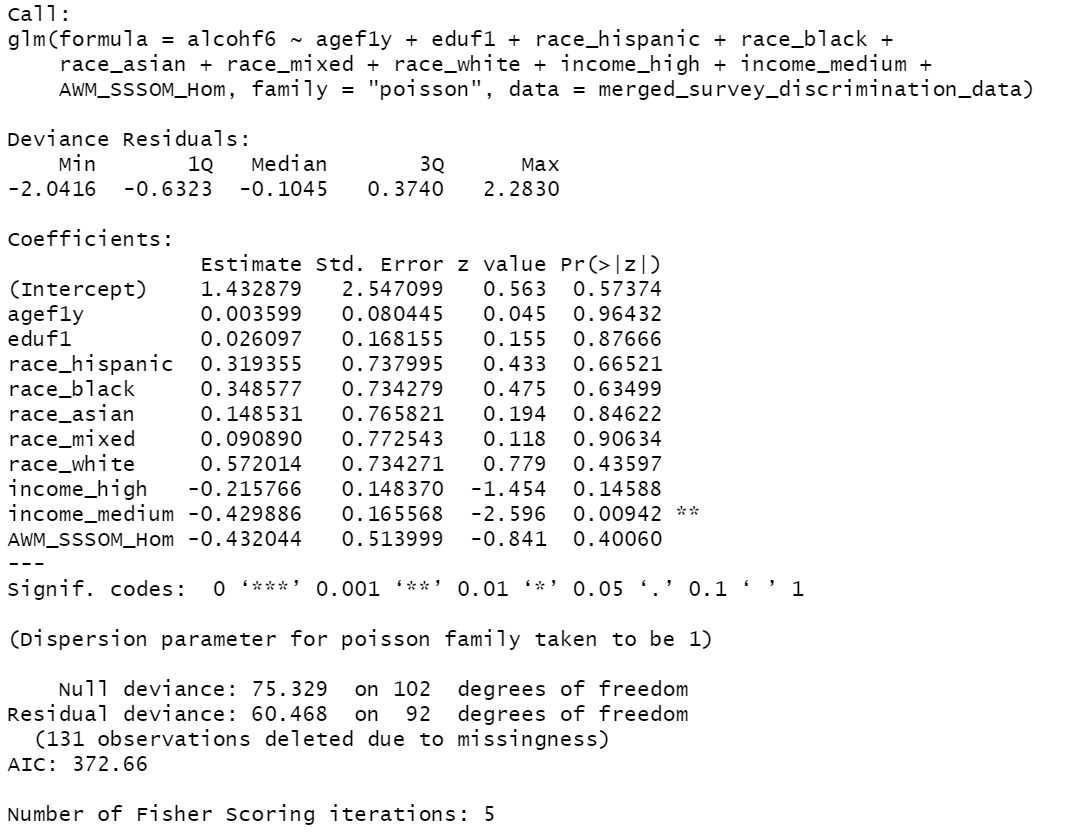 Call:
glm(formula = alcohf6 ~ agef1y + eduf1 + race_hispanic + race_black +
    race_asian + race_mixed + race_white + income_high + income_medium +
    AWM_SSSOM_Hom, family = "poisson", data = merged_survey_discrimination_data)

Deviance Residuals:
    Min       1Q   Median       3Q      Max
-2.0416  -0.6323  -0.1045   0.3740   2.2830

Coefficients:
               Estimate Std. Error z value Pr(>|z|)
(Intercept)    1.432879   2.547099   0.563  0.57374
agef1y         0.003599   0.080445   0.045  0.96432
eduf1          0.026097   0.168155   0.155  0.87666
race_hispanic  0.319355   0.737995   0.433  0.66521
race_black     0.348577   0.734279   0.475  0.63499
race_asian     0.148531   0.765821   0.194  0.84622
race_mixed     0.090890   0.772543   0.118  0.90634
race_white     0.572014   0.734271   0.779  0.43597
income_high   -0.215766   0.148370  -1.454  0.14588
income_medium -0.429886   0.165568  -2.596  0.00942 **
AWM_SSSOM_Hom -0.432044   0.513999  -0.841  0.40060
---
Signif. codes:  0 ‘***’ 0.001 ‘**’ 0.01 ‘*’ 0.05 ‘.’ 0.1 ‘ ’ 1

(Dispersion parameter for poisson family taken to be 1)

    Null deviance: 75.329  on 102  degrees of freedom
Residual deviance: 60.468  on  92  degrees of freedom
  (131 observations deleted due to missingness)
AIC: 372.66

Number of Fisher Scoring iterations: 5